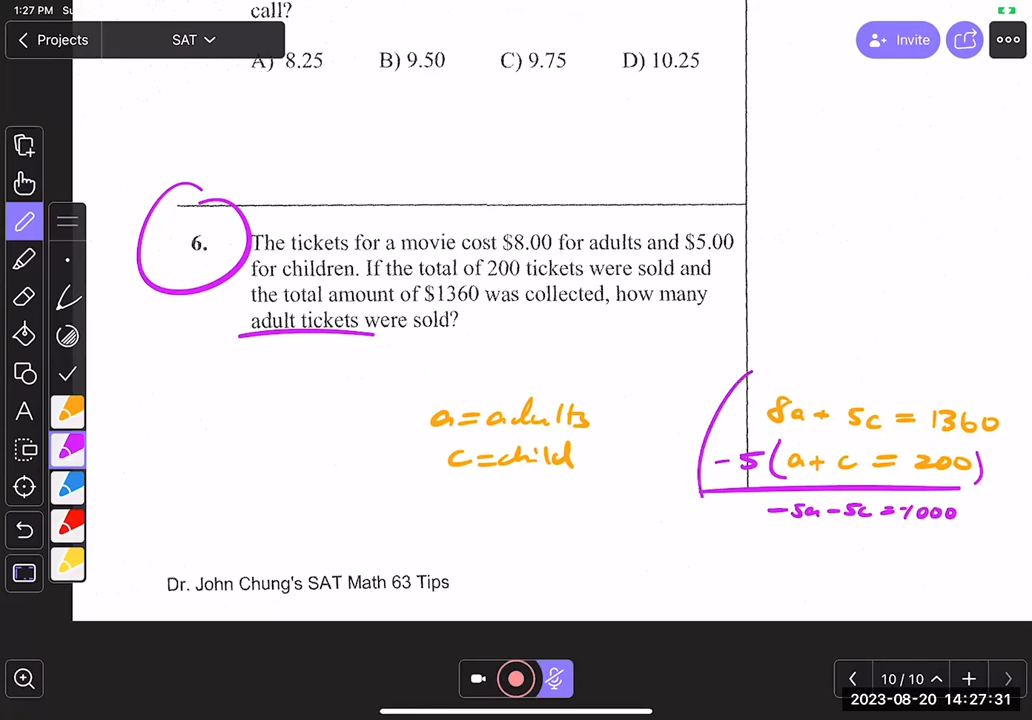 1:27 PM Su
Projects
SAT
Invite
call?
A) 8.25 B) 9.50 C) 9.75 D) 10.25
6. The tickets for a movie cost $8.00 for adults and $5.00
for children. If the total of 200 tickets were sold and
the total amount of $1360 was collected, how many
adult tickets were sold?
a = adults
c = child
8a + 5c = 1360
-5(a + c = 200)
-5a - 5c = -1000
Dr. John Chung's SAT Math 63 Tips
10 / 10
2023-08-20 14:27:31